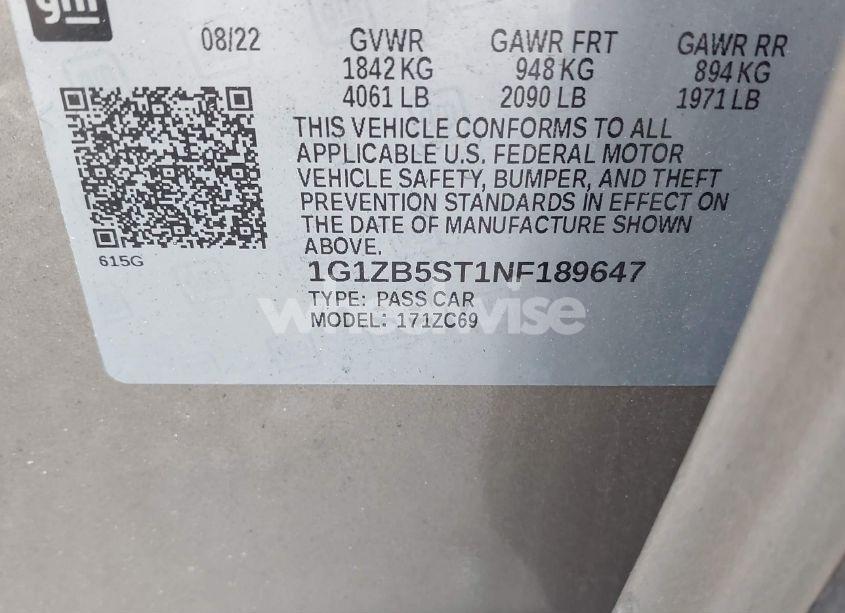 gm
08/22 GVWR GAWR FRT GAWR RR
1842 KG 948 KG 894 KG
4061 LB 2090 LB 1971 LB
THIS VEHICLE CONFORMS TO ALL
APPLICABLE U.S. FEDERAL MOTOR
VEHICLE SAFETY, BUMPER, AND THEFT
PREVENTION STANDARDS IN EFFECT ON
THE DATE OF MANUFACTURE SHOWN
ABOVE.
615G
1G1ZB5ST1NF189647
TYPE: PASS CAR
MODEL: 171ZC69